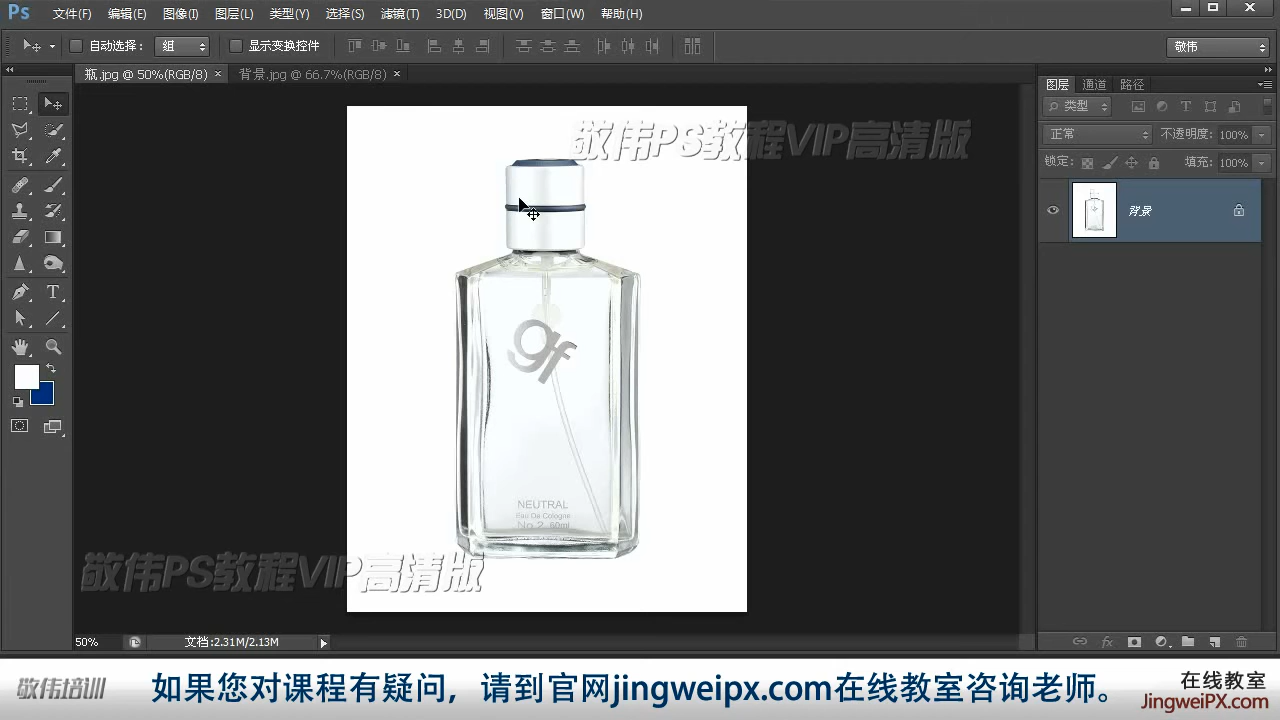 Ps 文件(F) 编辑(E) 图像(I) 图层(L) 类型(Y) 选择(S) 滤镜(T) 3D(D) 视图(V) 窗口(W) 帮助(H)
自动选择： 组 显示变换控件 敬伟
瓶.jpg @ 50%(RGB/8) × 背景.jpg @ 66.7%(RGB/8) ×
图层 通道 路径
类型
正常 不透明度: 100%
锁定: 填充: 100%
背景
敬伟PS教程VIP高清版
gf
NEUTRAL
Eau De Cologne
No.2 60ml
敬伟PS教程VIP高清版
50% 文档:2.31M/2.13M
敬伟培训
如果您对课程有疑问，请到官网jingweipx.com在线教室咨询老师。
在线教室
JingweiPX.COM